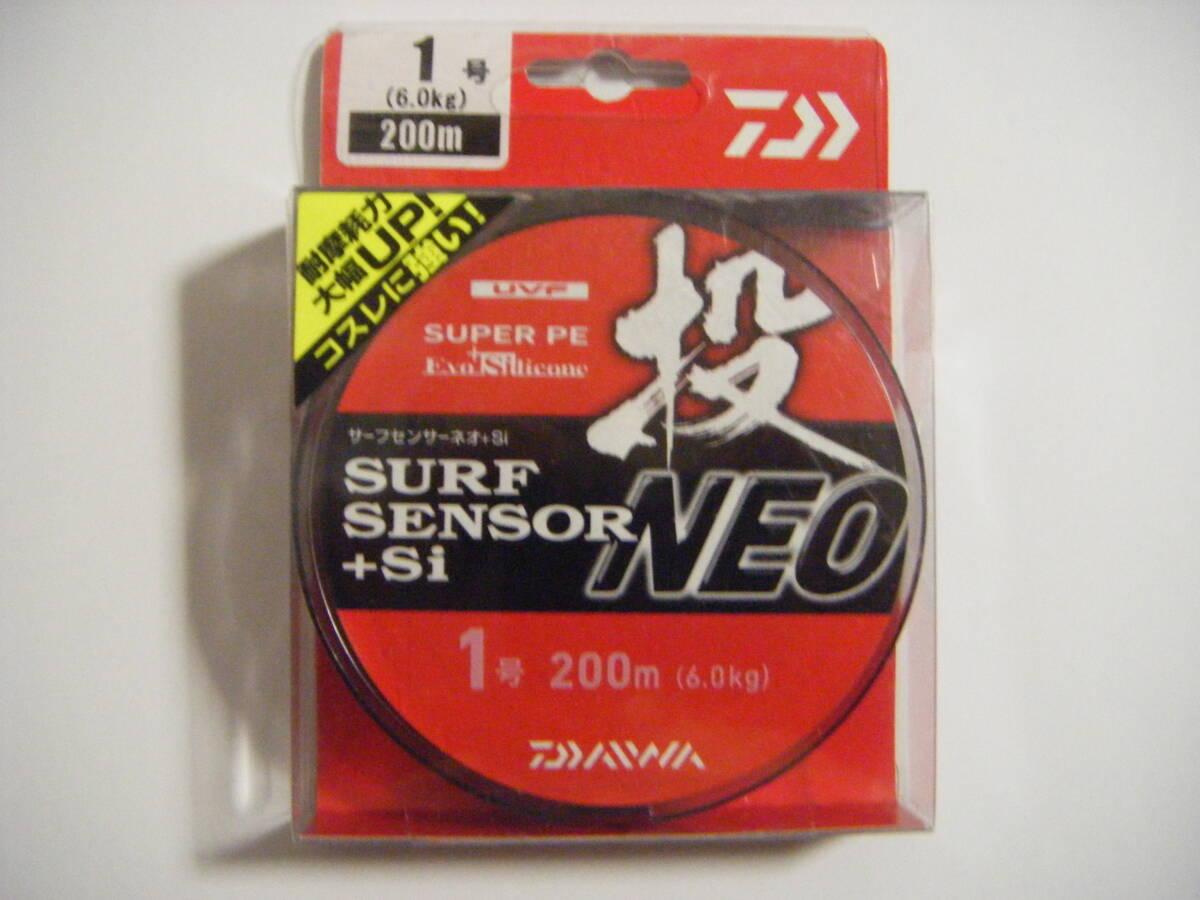 1号
(6.0kg)
200m
耐摩耗力
大幅UP!
コスレに強い!
UVF
SUPER PE
+
Evo Silicone
投
サーフセンサーネオ+Si
SURF
SENSOR NEO
+Si
1号 200m (6.0kg)
DAIWA